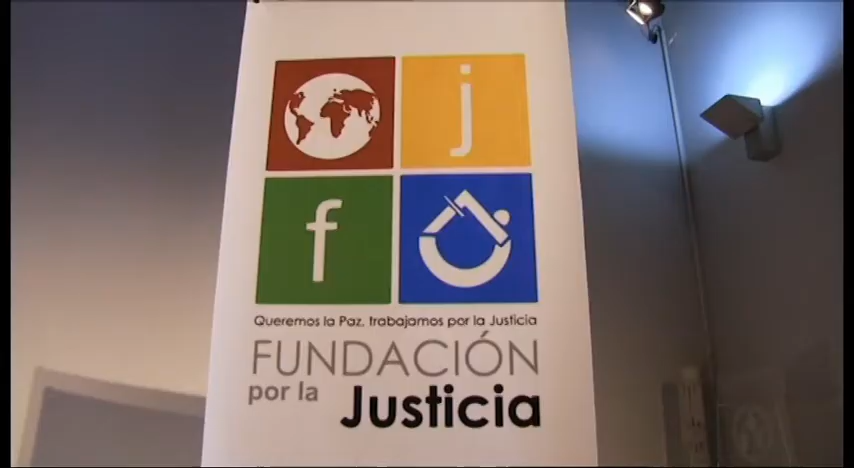 j
f
Queremos la Paz, trabajamos por la Justicia
FUNDACIÓN
por la Justicia